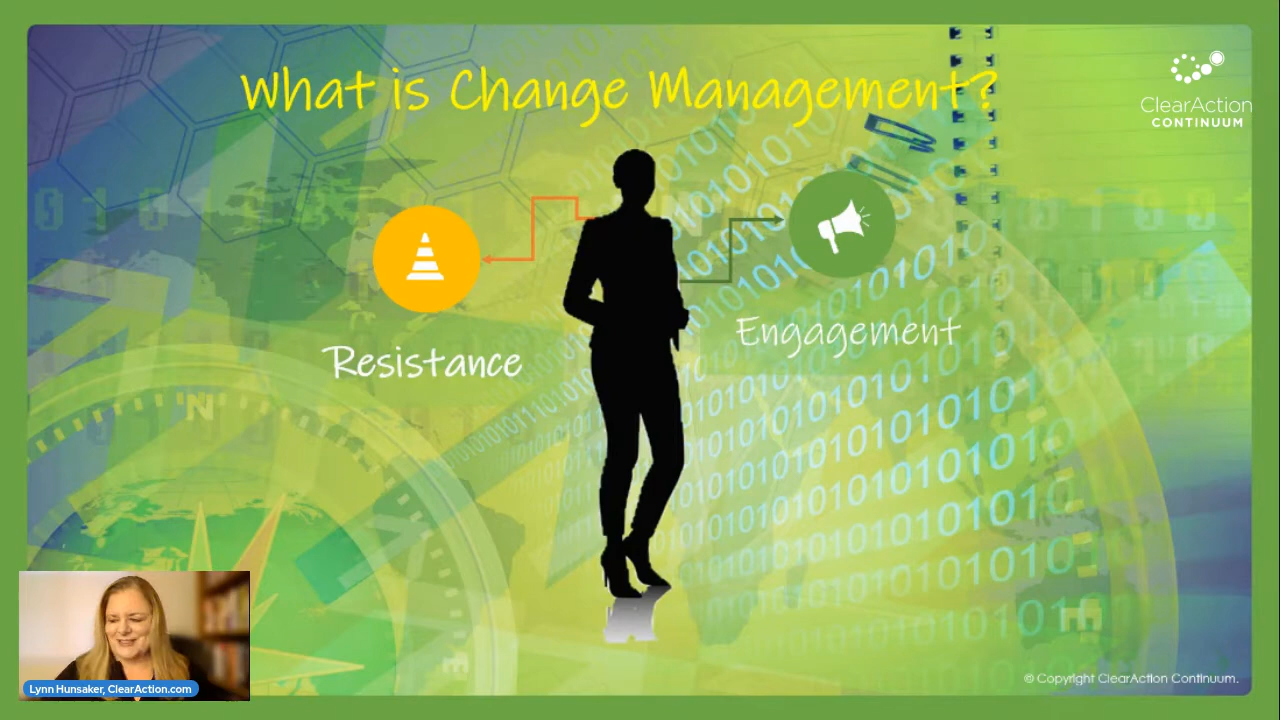 What is Change Management?
ClearAction
CONTINUUM
Resistance
Engagement
N
E
E
Lynn Hunsaker, ClearAction.com
© Copyright ClearAction Continuum.